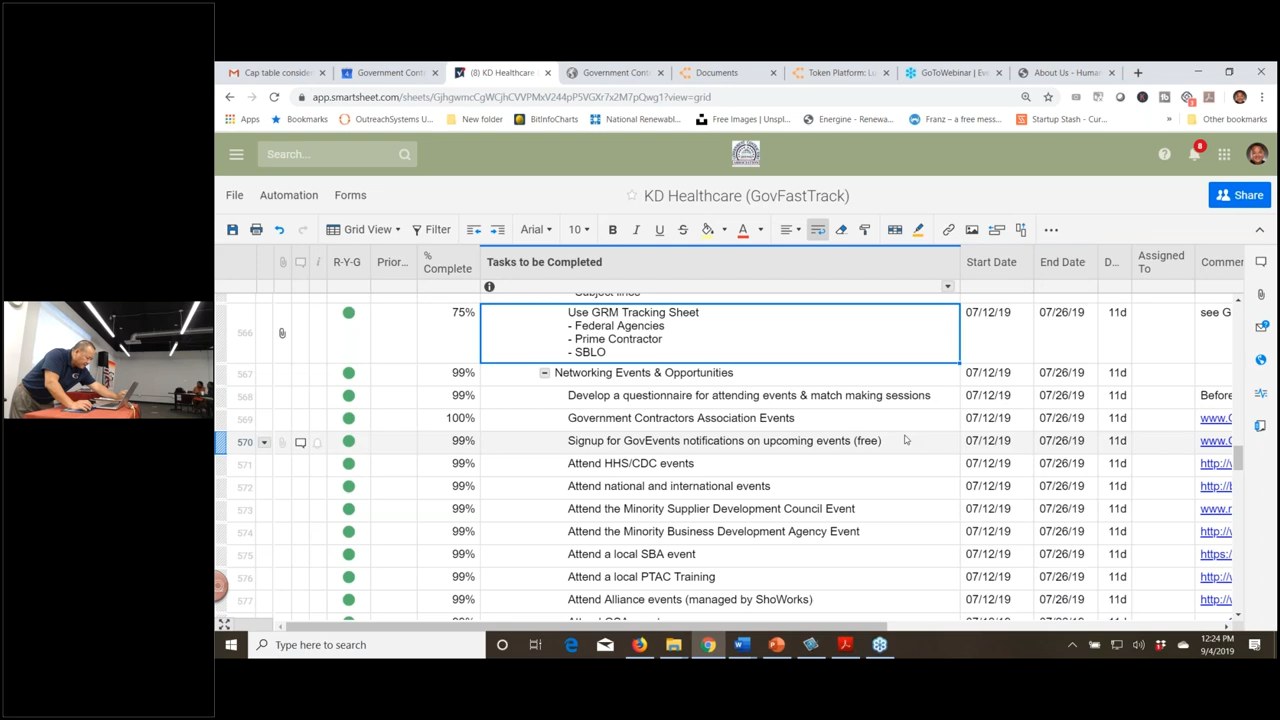 Cap table consider
Government Contr
(8) KD Healthcare
Government Contr
Documents
Token Platform: Lu
GoToWebinar | Eve
About Us - Human
app.smartsheet.com/sheets/GjhgwmcCgWCjhCVVPMxV244pP5VGXr7x2M7pQwg1?view=grid
Apps
Bookmarks
OutreachSystems U...
New folder
BitInfoCharts
National Renewabl...
Free Images | Unspl...
Energine - Renewa...
Franz – a free mess...
Startup Stash - Cur...
»
Other bookmarks
Search...
8
File
Automation
Forms
KD Healthcare (GovFastTrack)
Share
Grid View
Filter
Arial
10
B
I
U
S
A
R-Y-G
Prior...
% Complete
Tasks to be Completed
Start Date
End Date
D...
Assigned To
Commer
- Subject lines
566 75% Use GRM Tracking Sheet 07/12/19 07/26/19 11d see G
- Federal Agencies
- Prime Contractor
- SBLO
567 99% Networking Events & Opportunities 07/12/19 07/26/19 11d
568 99% Develop a questionnaire for attending events & match making sessions 07/12/19 07/26/19 11d Before
569 100% Government Contractors Association Events 07/12/19 07/26/19 11d www.G
570 99% Signup for GovEvents notifications on upcoming events (free) 07/12/19 07/26/19 11d www.G
571 99% Attend HHS/CDC events 07/12/19 07/26/19 11d http://v
572 99% Attend national and international events 07/12/19 07/26/19 11d http://b
573 99% Attend the Minority Supplier Development Council Event 07/12/19 07/26/19 11d www.r
574 99% Attend the Minority Business Development Agency Event 07/12/19 07/26/19 11d http://v
575 99% Attend a local SBA event 07/12/19 07/26/19 11d https:
576 99% Attend a local PTAC Training 07/12/19 07/26/19 11d http://v
577 99% Attend Alliance events (managed by ShoWorks) 07/12/19 07/26/19 11d http://v
Type here to search
12:24 PM
9/4/2019